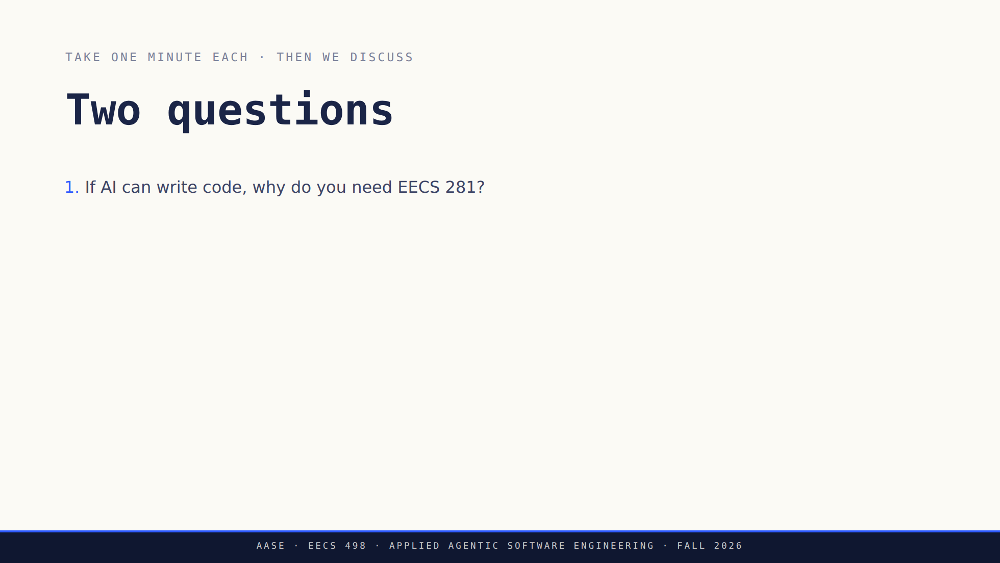 TAKE ONE MINUTE EACH · THEN WE DISCUSS
Two questions
1. If AI can write code, why do you need EECS 281?
AASE · EECS 498 · APPLIED AGENTIC SOFTWARE ENGINEERING · FALL 2026